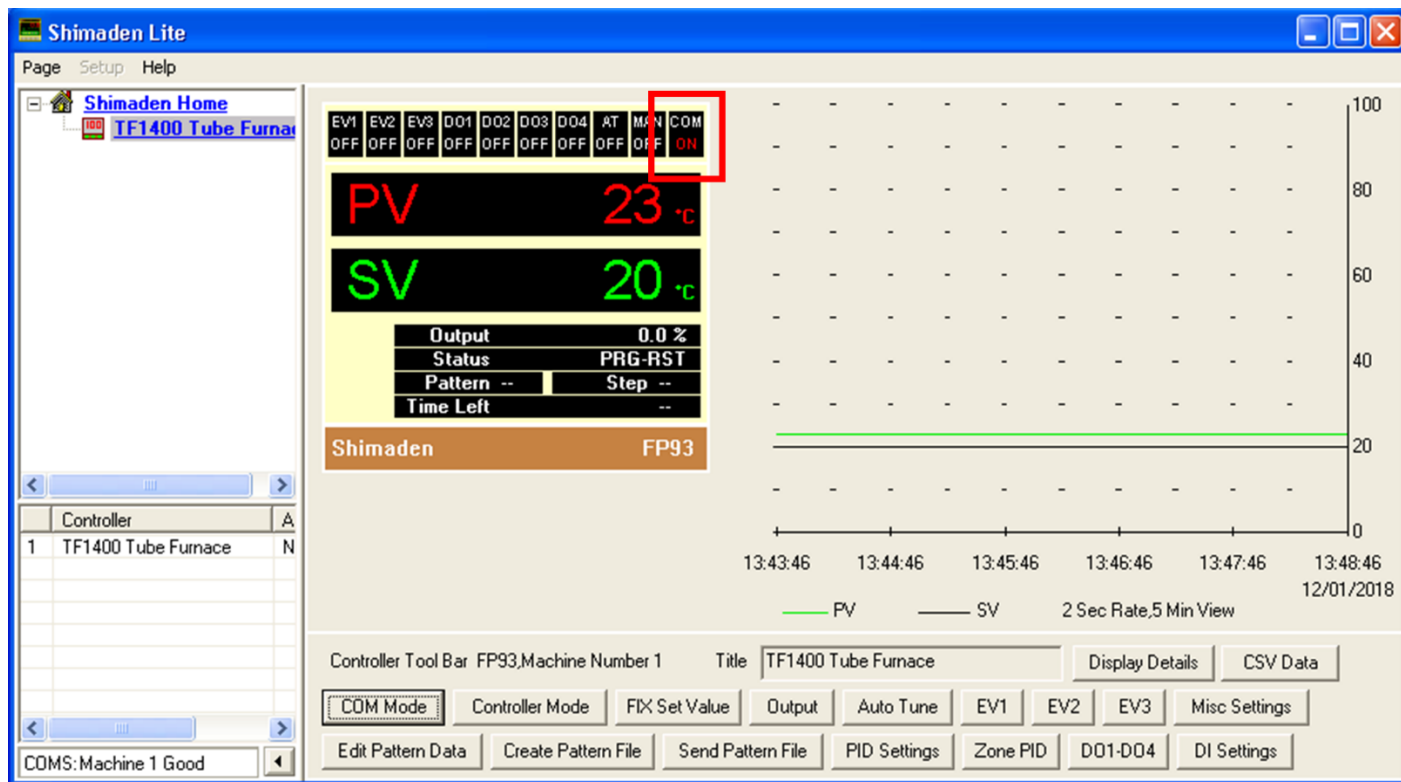 Shimaden Lite
Page Setup Help
Shimaden Home
TF1400 Tube Furnac
Controller A
1 TF1400 Tube Furnace N
COMS: Machine 1 Good
EV1 EV2 EV3 DO1 DO2 DO3 DO4 AT MAN COM
OFF OFF OFF OFF OFF OFF OFF OFF OFF ON
PV 23 °C
SV 20 °C
Output 0.0 %
Status PRG-RST
Pattern -- Step --
Time Left --
Shimaden FP93
100
80
60
40
20
0
13:43:46 13:44:46 13:45:46 13:46:46 13:47:46 13:48:46
12/01/2018
PV SV 2 Sec Rate,5 Min View
Controller Tool Bar FP93,Machine Number 1 Title TF1400 Tube Furnace Display Details CSV Data
COM Mode Controller Mode FIX Set Value Output Auto Tune EV1 EV2 EV3 Misc Settings
Edit Pattern Data Create Pattern File Send Pattern File PID Settings Zone PID DO1-DO4 DI Settings